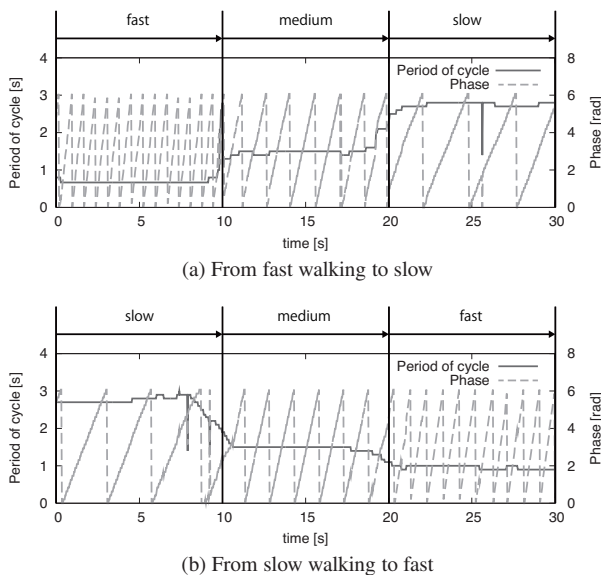 fast medium slow
4 8
Period of cycle
Phase
3 6
2 4
1 2
0 0
Period of cycle [s]
Phase [rad]
0 5 10 15 20 25 30
time [s]
(a) From fast walking to slow
slow medium fast
4 8
Period of cycle
Phase
3 6
2 4
1 2
0 0
Period of cycle [s]
Phase [rad]
0 5 10 15 20 25 30
time [s]
(b) From slow walking to fast